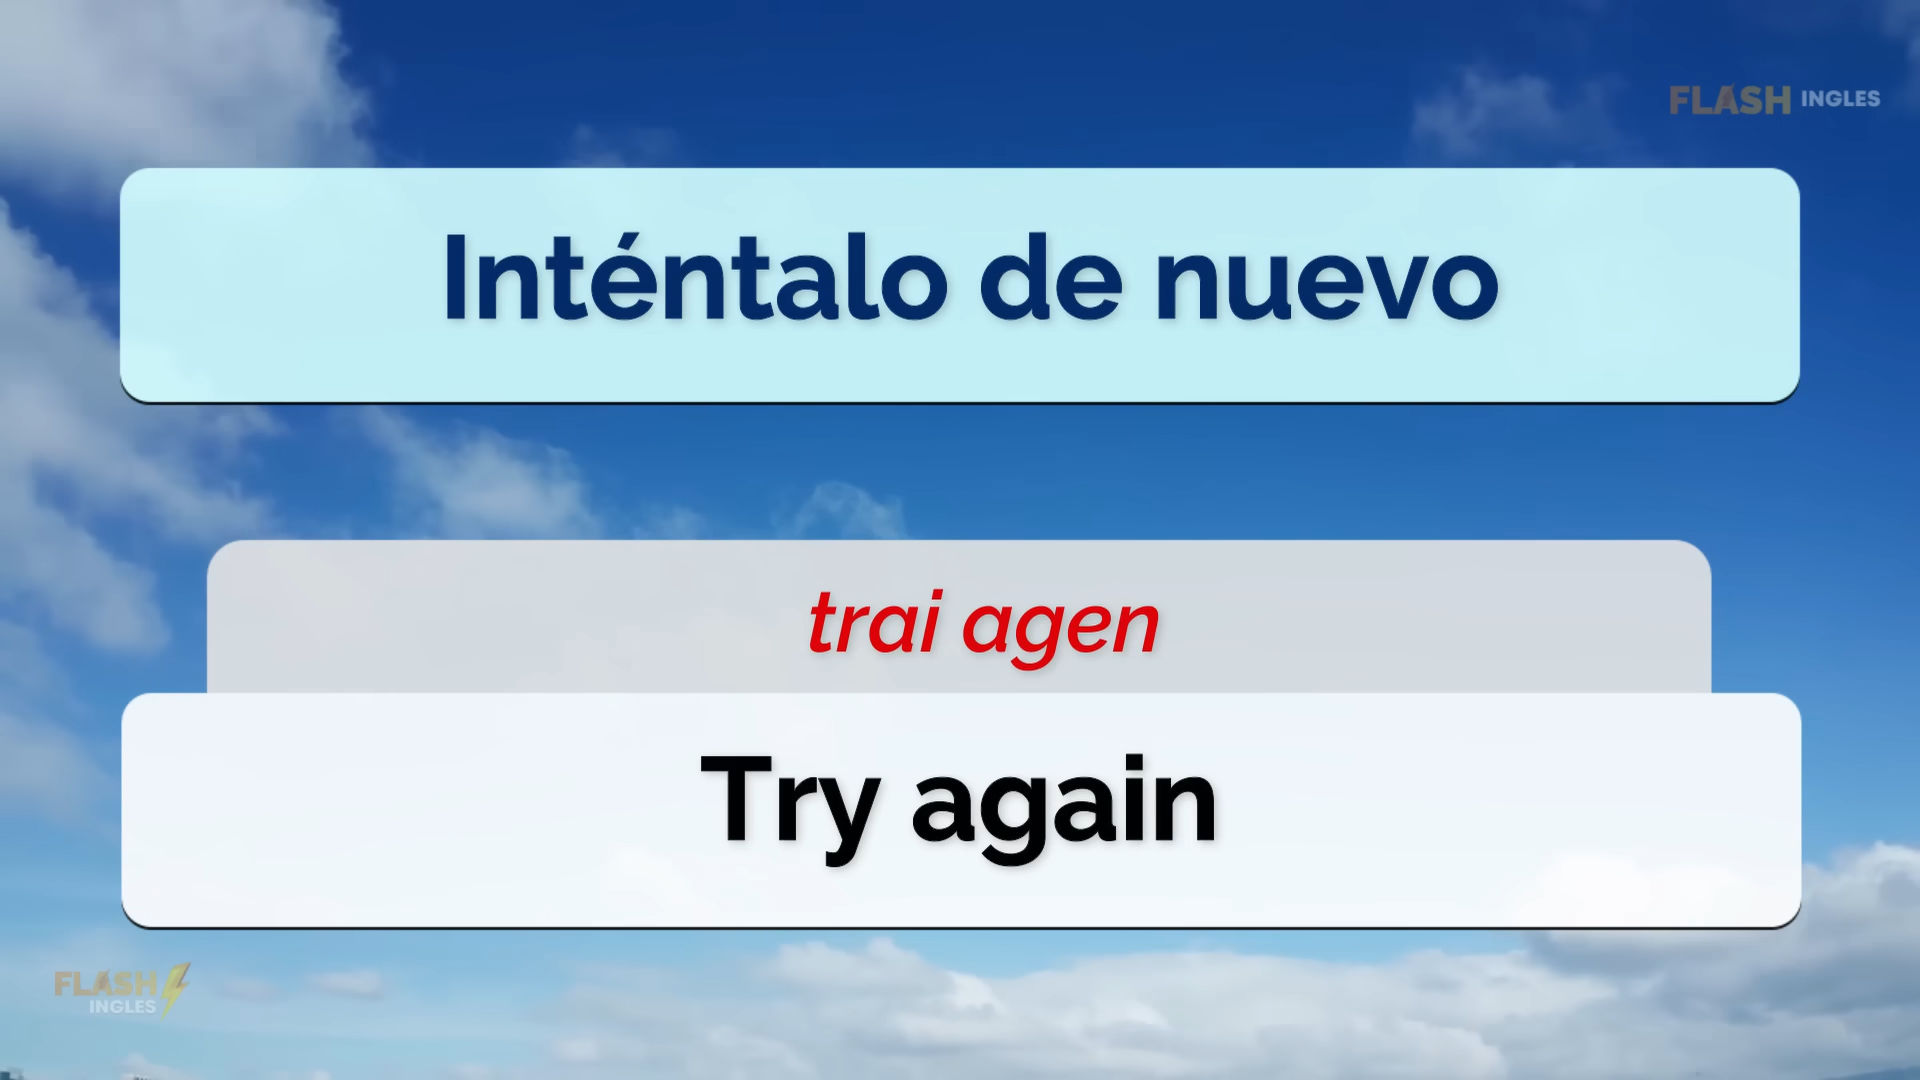 FLASH INGLES
Inténtalo de nuevo
trai agen
Try again
FLASH
INGLES